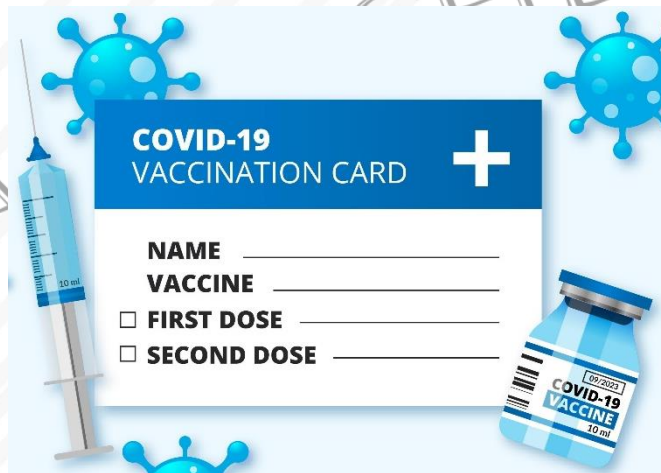 COVID-19
VACCINATION CARD
NAME
VACCINE
FIRST DOSE
SECOND DOSE
10 ml
09/2023
COVID-19
VACCINE
10 ml